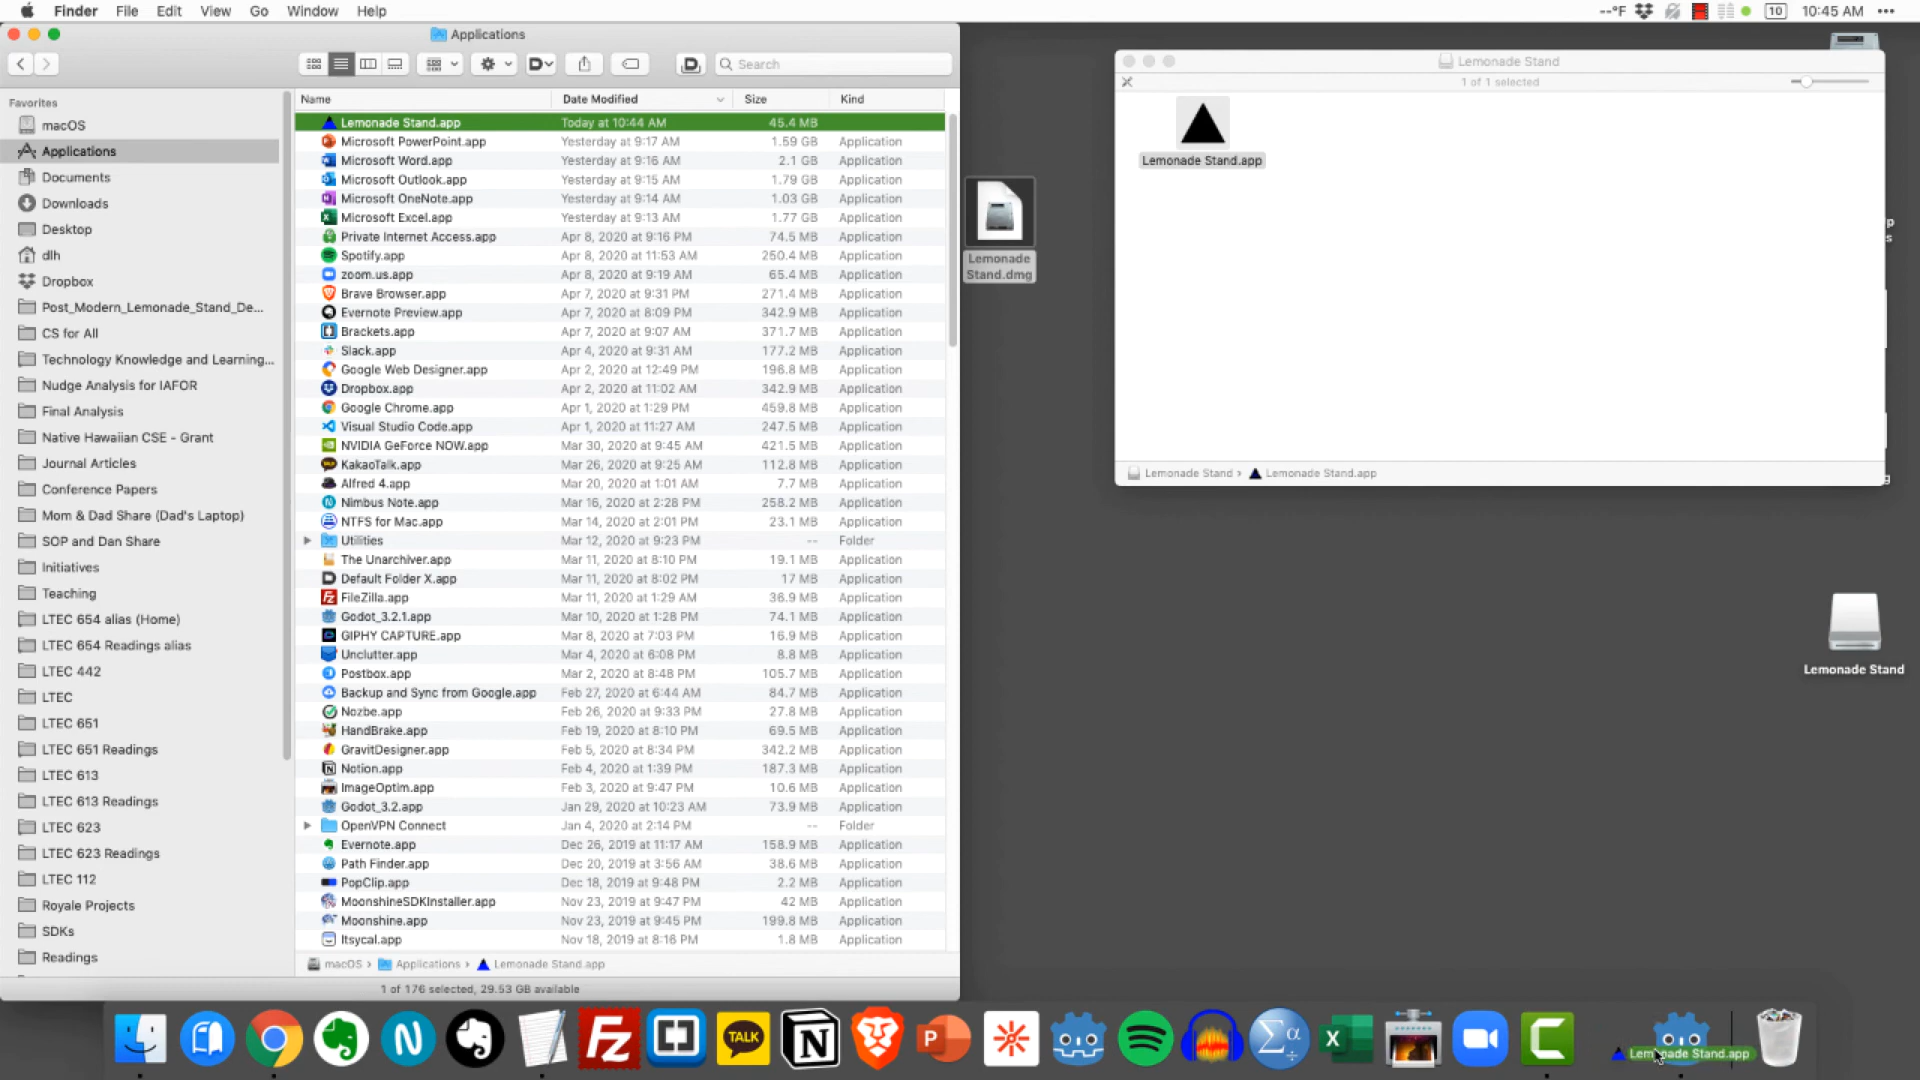 Finder File Edit View Go Window Help
--°F 10 10:45 AM
Applications
Search
Favorites
macOS
Applications
Documents
Downloads
Desktop
dlh
Dropbox
Post_Modern_Lemonade_Stand_De...
CS for All
Technology Knowledge and Learning...
Nudge Analysis for IAFOR
Final Analysis
Native Hawaiian CSE - Grant
Journal Articles
Conference Papers
Mom & Dad Share (Dad's Laptop)
SOP and Dan Share
Initiatives
Teaching
LTEC 654 alias (Home)
LTEC 654 Readings alias
LTEC 442
LTEC
LTEC 651
LTEC 651 Readings
LTEC 613
LTEC 613 Readings
LTEC 623
LTEC 623 Readings
LTEC 112
Royale Projects
SDKs
Readings
Name Date Modified Size Kind
Lemonade Stand.app Today at 10:44 AM 45.4 MB
Microsoft PowerPoint.app Yesterday at 9:17 AM 1.59 GB Application
Microsoft Word.app Yesterday at 9:16 AM 2.1 GB Application
Microsoft Outlook.app Yesterday at 9:15 AM 1.79 GB Application
Microsoft OneNote.app Yesterday at 9:14 AM 1.03 GB Application
Microsoft Excel.app Yesterday at 9:13 AM 1.77 GB Application
Private Internet Access.app Apr 8, 2020 at 9:16 PM 74.5 MB Application
Spotify.app Apr 8, 2020 at 11:53 AM 250.4 MB Application
zoom.us.app Apr 8, 2020 at 9:19 AM 65.4 MB Application
Brave Browser.app Apr 7, 2020 at 9:31 PM 271.4 MB Application
Evernote Preview.app Apr 7, 2020 at 8:09 PM 342.9 MB Application
Brackets.app Apr 7, 2020 at 9:07 AM 371.7 MB Application
Slack.app Apr 4, 2020 at 9:31 AM 177.2 MB Application
Google Web Designer.app Apr 2, 2020 at 12:49 PM 196.8 MB Application
Dropbox.app Apr 2, 2020 at 11:02 AM 342.9 MB Application
Google Chrome.app Apr 1, 2020 at 1:29 PM 459.8 MB Application
Visual Studio Code.app Apr 1, 2020 at 11:27 AM 247.5 MB Application
NVIDIA GeForce NOW.app Mar 30, 2020 at 9:45 AM 421.5 MB Application
KakaoTalk.app Mar 26, 2020 at 9:25 AM 112.8 MB Application
Alfred 4.app Mar 20, 2020 at 1:01 AM 7.7 MB Application
Nimbus Note.app Mar 16, 2020 at 2:28 PM 258.2 MB Application
NTFS for Mac.app Mar 14, 2020 at 2:01 PM 23.1 MB Application
Utilities Mar 12, 2020 at 9:23 PM -- Folder
The Unarchiver.app Mar 11, 2020 at 8:10 PM 19.1 MB Application
Default Folder X.app Mar 11, 2020 at 8:02 PM 17 MB Application
FileZilla.app Mar 11, 2020 at 1:29 AM 36.9 MB Application
Godot_3.2.1.app Mar 10, 2020 at 1:28 PM 74.1 MB Application
GIPHY CAPTURE.app Mar 8, 2020 at 7:03 PM 16.9 MB Application
Unclutter.app Mar 4, 2020 at 6:08 PM 8.8 MB Application
Postbox.app Mar 2, 2020 at 8:48 PM 105.7 MB Application
Backup and Sync from Google.app Feb 27, 2020 at 6:44 AM 84.7 MB Application
Nozbe.app Feb 26, 2020 at 9:33 PM 27.8 MB Application
HandBrake.app Feb 19, 2020 at 8:10 PM 69.5 MB Application
GravitDesigner.app Feb 5, 2020 at 8:34 PM 342.2 MB Application
Notion.app Feb 4, 2020 at 1:39 PM 187.3 MB Application
ImageOptim.app Feb 3, 2020 at 9:47 PM 10.6 MB Application
Godot_3.2.app Jan 29, 2020 at 10:23 AM 73.9 MB Application
OpenVPN Connect Jan 4, 2020 at 2:14 PM -- Folder
Evernote.app Dec 26, 2019 at 11:17 AM 158.9 MB Application
Path Finder.app Dec 20, 2019 at 3:56 AM 38.6 MB Application
PopClip.app Dec 18, 2019 at 9:48 PM 2.2 MB Application
MoonshineSDKInstaller.app Nov 23, 2019 at 9:47 PM 42 MB Application
Moonshine.app Nov 23, 2019 at 9:45 PM 199.8 MB Application
Itsycal.app Nov 18, 2019 at 8:16 PM 1.8 MB Application
macOS › Applications › Lemonade Stand.app
1 of 176 selected, 29.53 GB available
Lemonade
Stand.dmg
Lemonade Stand
1 of 1 selected
Lemonade Stand.app
Lemonade Stand › Lemonade Stand.app
Lemonade Stand
TALK
Lemonade Stand.app